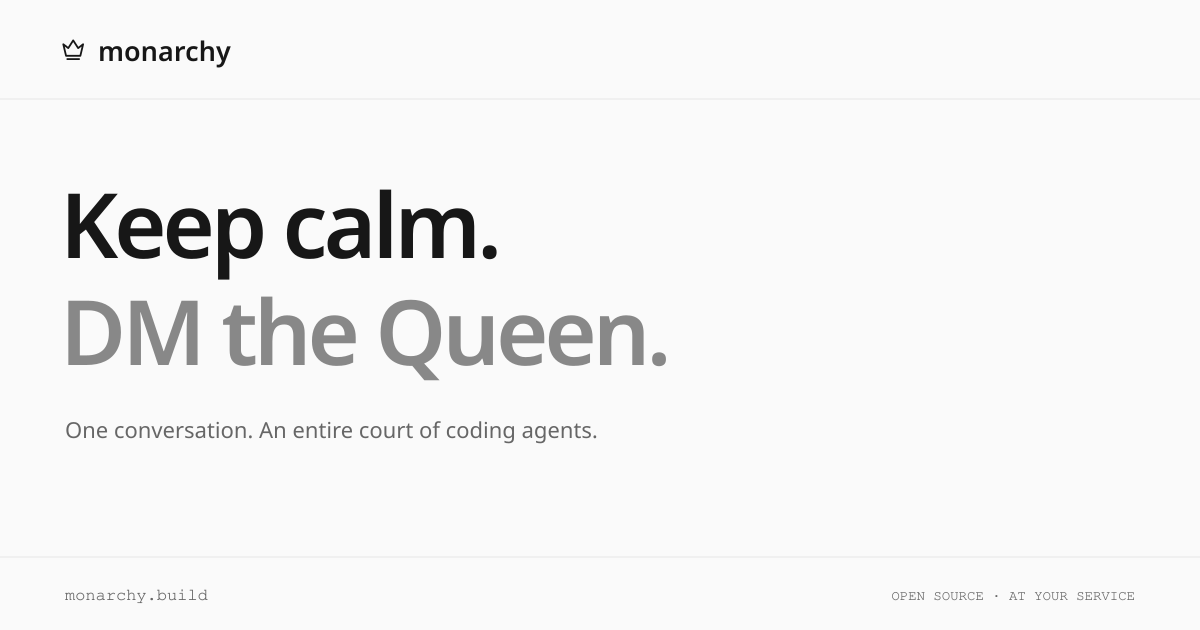 monarchy
Keep calm.
DM the Queen.
One conversation. An entire court of coding agents.
monarchy.build
OPEN SOURCE · AT YOUR SERVICE